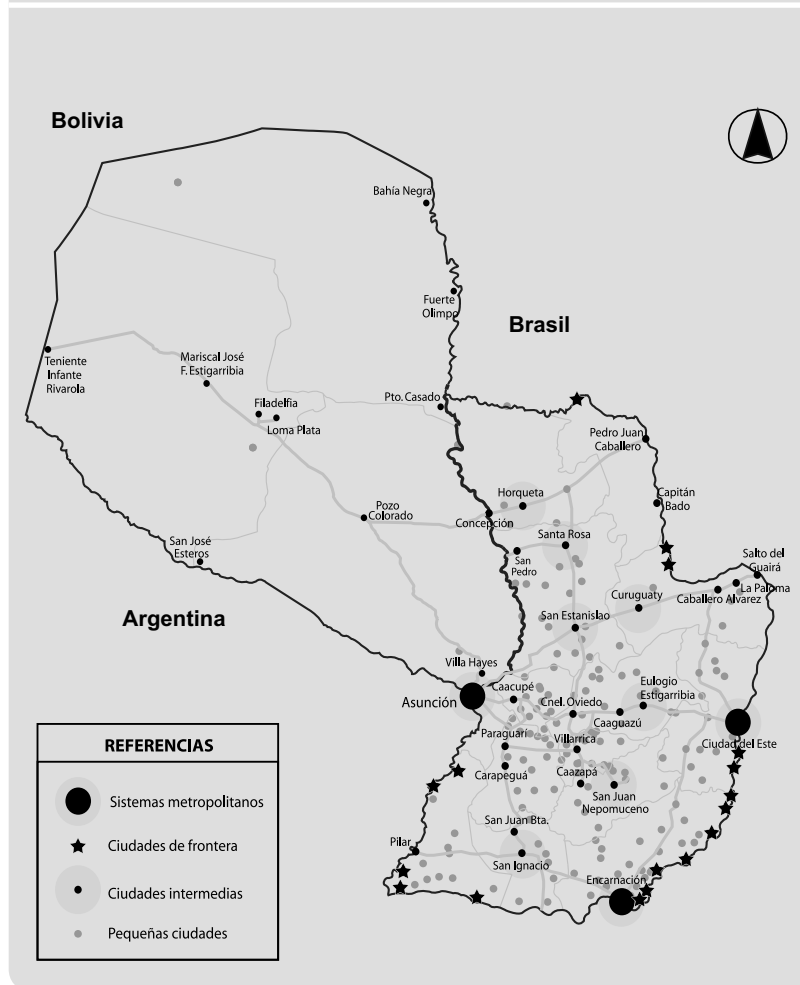 Bolivia
Bahía Negra
Fuerte
Olimpo
Brasil
Teniente
Infante
Rivarola
Mariscal José
F. Estigarribia
Filadelfia
Loma Plata
Pto. Casado
Pedro Juan
Caballero
Horqueta
Capitán
Bado
Pozo
Colorado
Concepción
Santa Rosa
San José
Esteros
San
Pedro
Salto del
Guairá
La Paloma
Caballero Alvarez
Curuguaty
Argentina
San Estanislao
Villa Hayes
Asunción
Caacupé
Eulogio
Estigarribia
Cnel. Oviedo
Caaguazú
Ciudad del Este
Paraguarí
Villarrica
Carapeguá
Caazapá
San Juan
Nepomuceno
San Juan Bta.
Pilar
San Ignacio
Encarnación
REFERENCIAS
Sistemas metropolitanos
Ciudades de frontera
Ciudades intermedias
Pequeñas ciudades